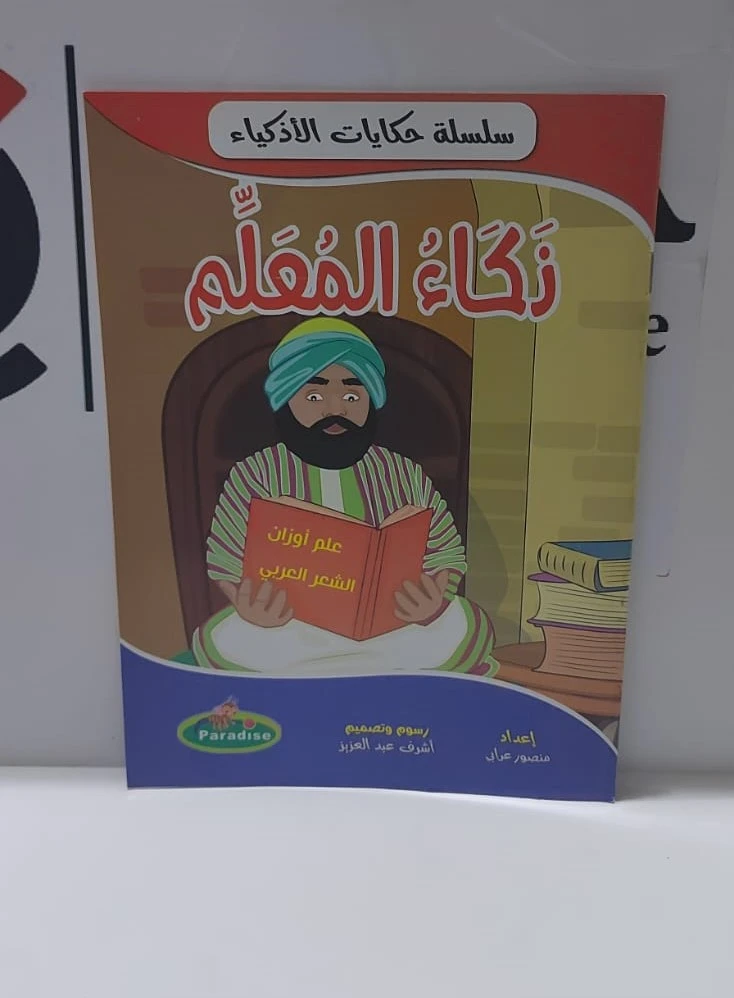 سلسلة حكايات الأذكياء
ذَكَاءُ المُعَلِّم
علم أوزان
الشعر العربي
إعداد
منصور عرابي
رسوم وتصميم
أشرف عبد العزيز
Paradise
e